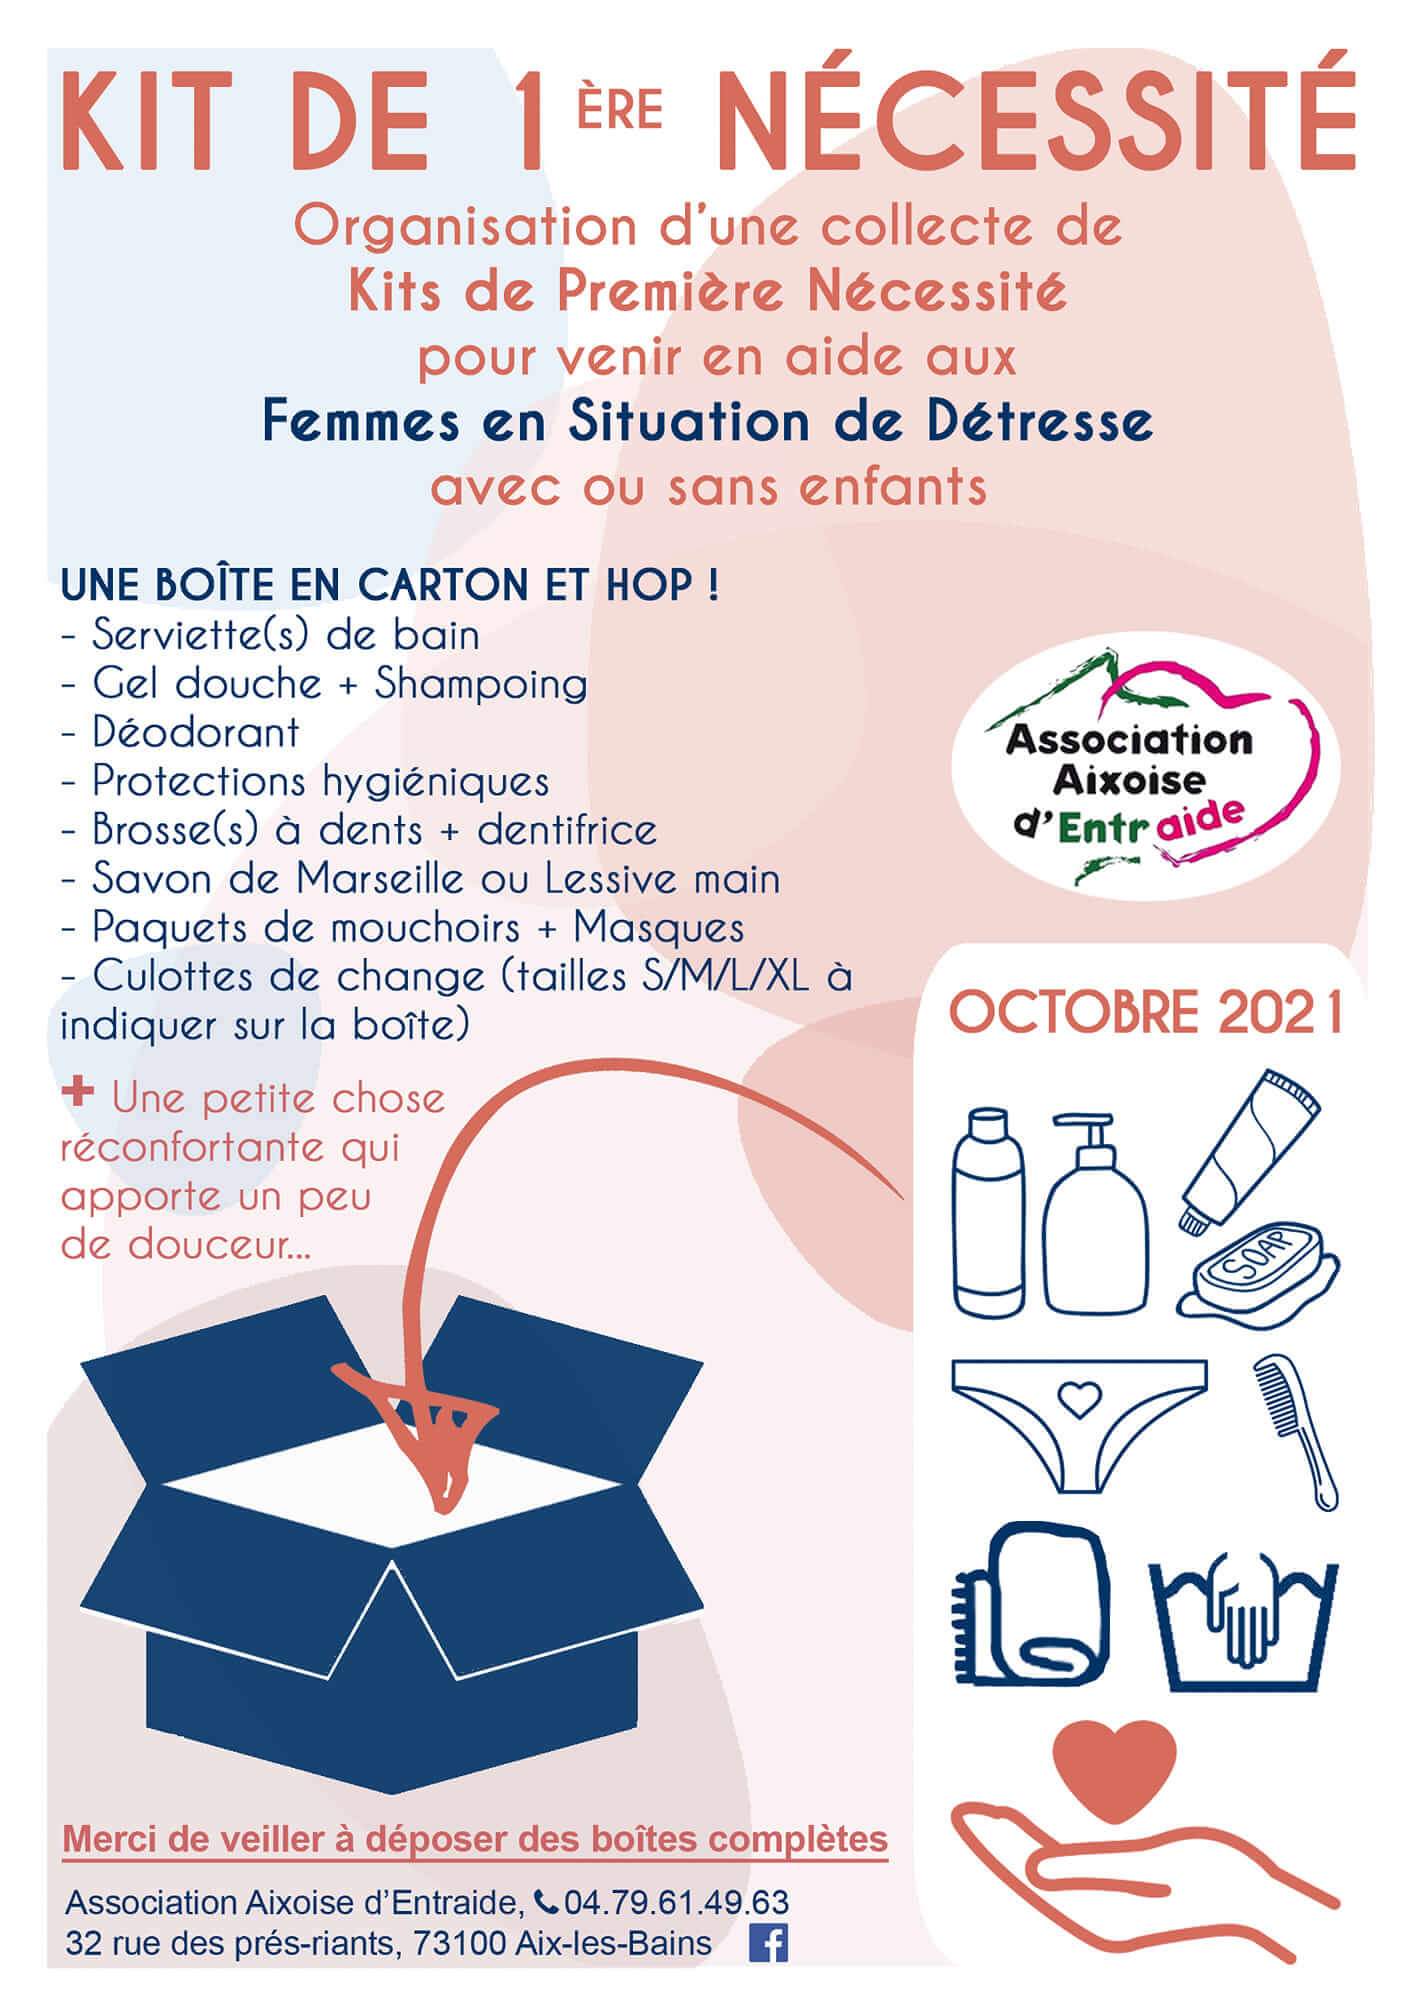 KIT DE 1ÈRE NÉCESSITÉ
Organisation d'une collecte de
Kits de Première Nécessité
pour venir en aide aux
Femmes en Situation de Détresse
avec ou sans enfants
UNE BOÎTE EN CARTON ET HOP !
- Serviette(s) de bain
- Gel douche + Shampoing
- Déodorant
- Protections hygiéniques
- Brosse(s) à dents + dentifrice
- Savon de Marseille ou Lessive main
- Paquets de mouchoirs + Masques
- Culottes de change (tailles S/M/L/XL à
indiquer sur la boîte)
+ Une petite chose
réconfortante qui
apporte un peu
de douceur...
Association
Aixoise
d'Entraide
OCTOBRE 2021
SOAP
Merci de veiller à déposer des boîtes complètes
Association Aixoise d'Entraide, 04.79.61.49.63
32 rue des prés-riants, 73100 Aix-les-Bains